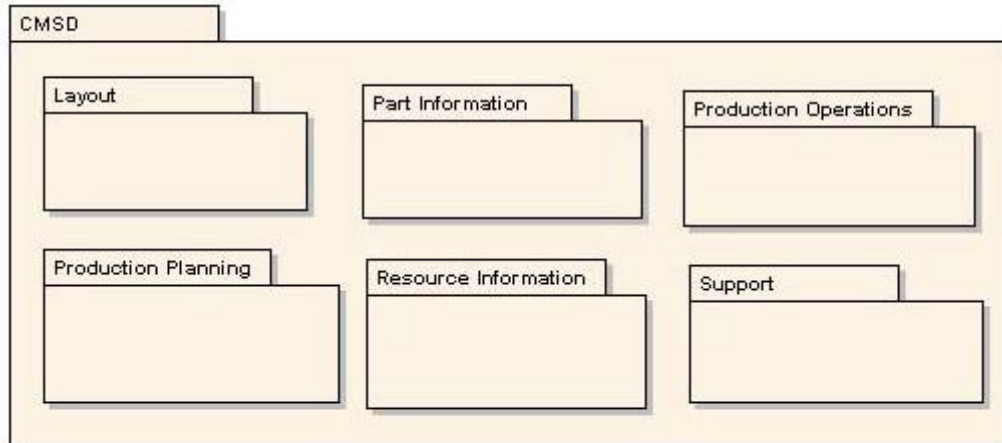 CMSD
Layout
Part Information
Production Operations
Production Planning
Resource Information
Support